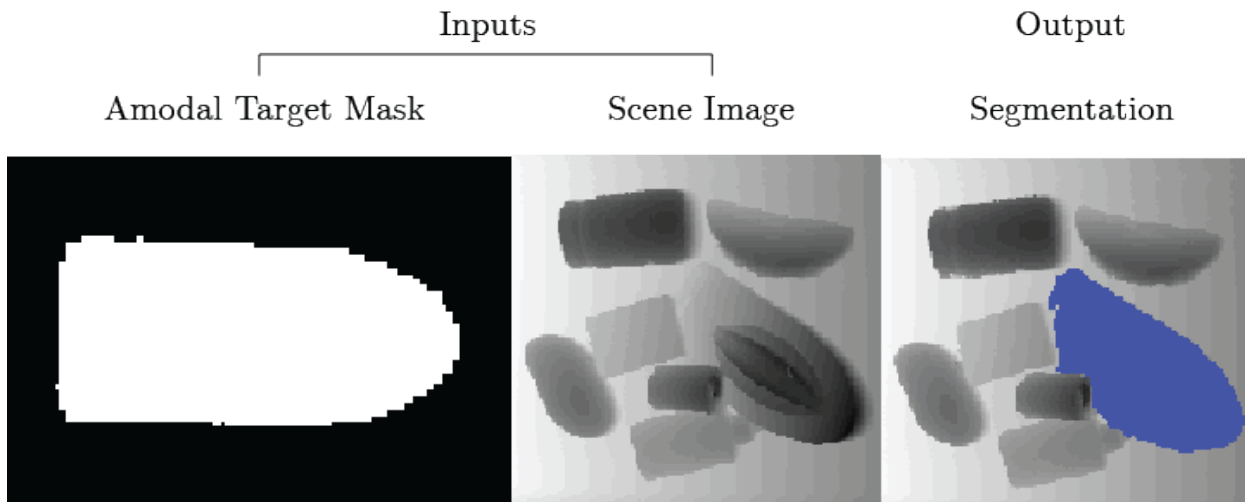 Inputs
Output
Amodal Target Mask
Scene Image
Segmentation